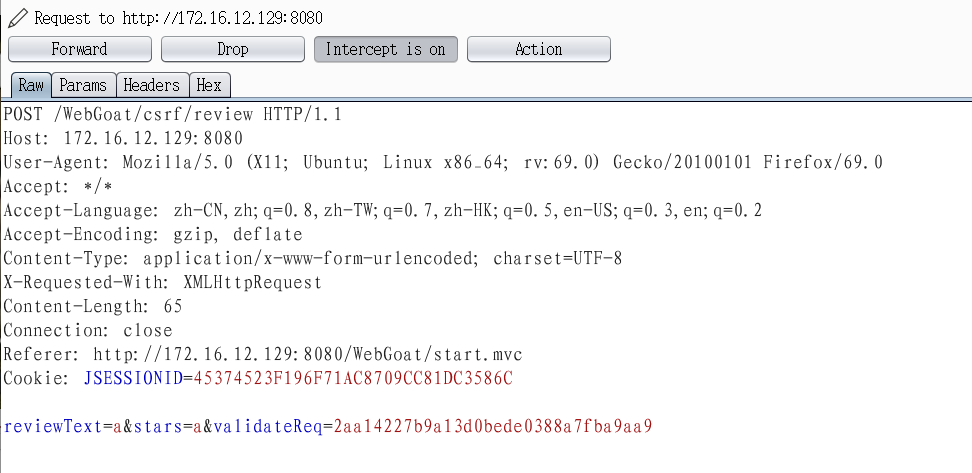 Request to http://172.16.12.129:8080
Forward Drop Intercept is on Action
Raw Params Headers Hex
POST /WebGoat/csrf/review HTTP/1.1
Host: 172.16.12.129:8080
User-Agent: Mozilla/5.0 (X11; Ubuntu; Linux x86_64; rv:69.0) Gecko/20100101 Firefox/69.0
Accept: */*
Accept-Language: zh-CN,zh;q=0.8,zh-TW;q=0.7,zh-HK;q=0.5,en-US;q=0.3,en;q=0.2
Accept-Encoding: gzip, deflate
Content-Type: application/x-www-form-urlencoded; charset=UTF-8
X-Requested-With: XMLHttpRequest
Content-Length: 65
Connection: close
Referer: http://172.16.12.129:8080/WebGoat/start.mvc
Cookie: JSESSIONID=45374523F196F71AC8709CC81DC3586C
reviewText=a&stars=a&validateReq=2aa14227b9a13d0bede0388a7fba9aa9